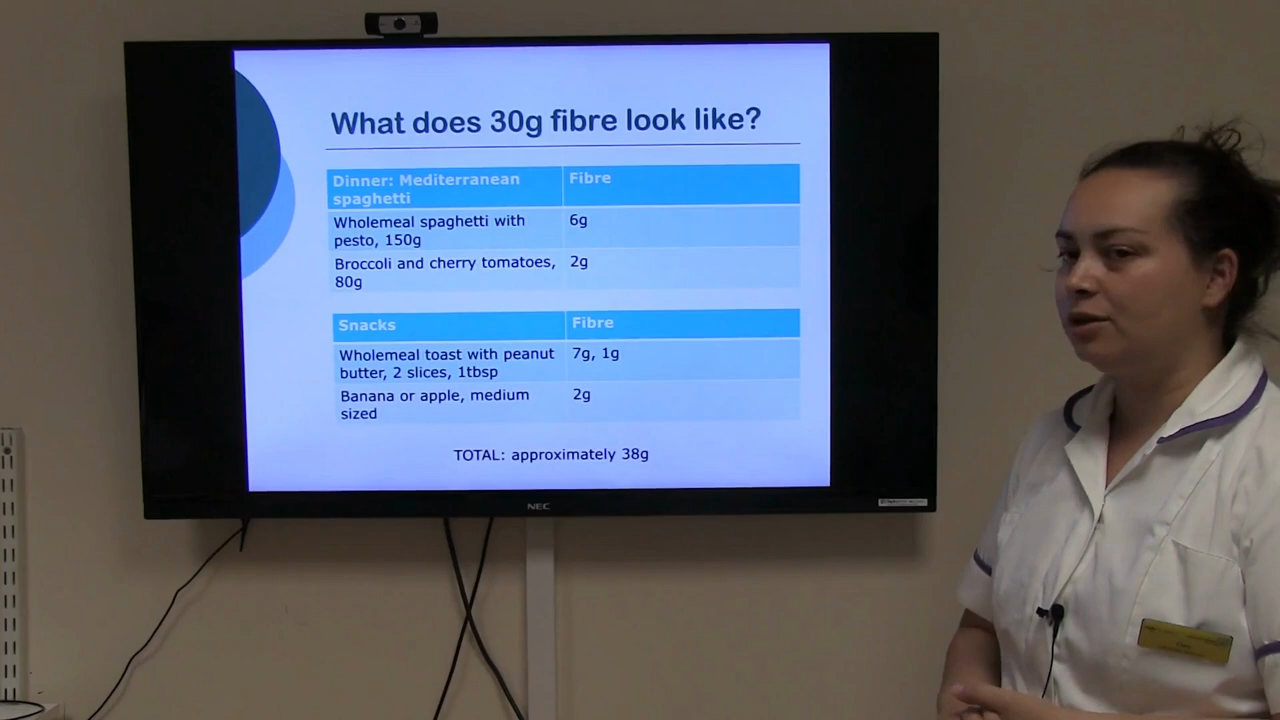 What does 30g fibre look like?
Dinner: Mediterranean spaghetti
Fibre
Wholemeal spaghetti with pesto, 150g
6g
Broccoli and cherry tomatoes, 80g
2g
Snacks
Fibre
Wholemeal toast with peanut butter, 2 slices, 1tbsp
7g, 1g
Banana or apple, medium sized
2g
TOTAL: approximately 38g
NEC